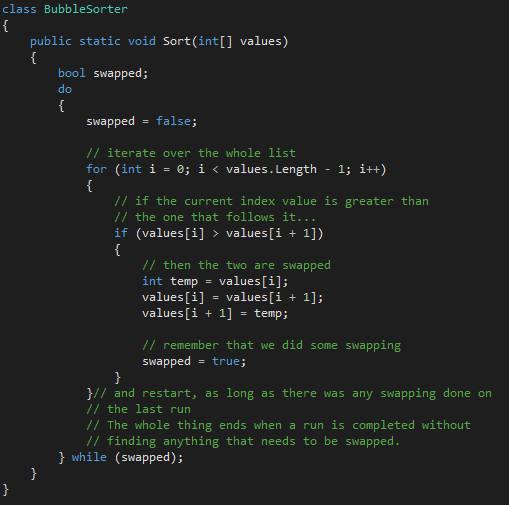 class BubbleSorter
{
    public static void Sort(int[] values)
    {
        bool swapped;
        do
        {
            swapped = false;

            // iterate over the whole list
            for (int i = 0; i < values.Length - 1; i++)
            {
                // if the current index value is greater than
                // the one that follows it...
                if (values[i] > values[i + 1])
                {
                    // then the two are swapped
                    int temp = values[i];
                    values[i] = values[i + 1];
                    values[i + 1] = temp;

                    // remember that we did some swapping
                    swapped = true;
                }
            }// and restart, as long as there was any swapping done on
            // the last run
            // The whole thing ends when a run is completed without
            // finding anything that needs to be swapped.
        } while (swapped);
    }
}